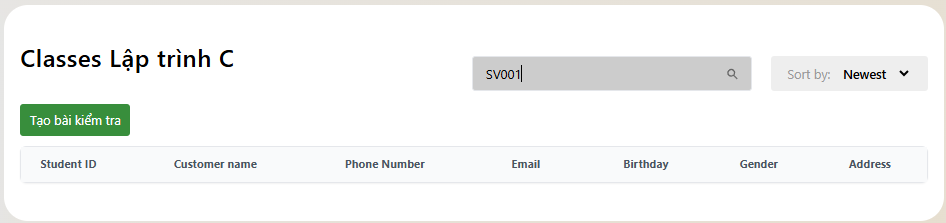 Classes Lập trình C
SV001
Sort by: Newest
Tạo bài kiểm tra
Student ID Customer name Phone Number Email Birthday Gender Address